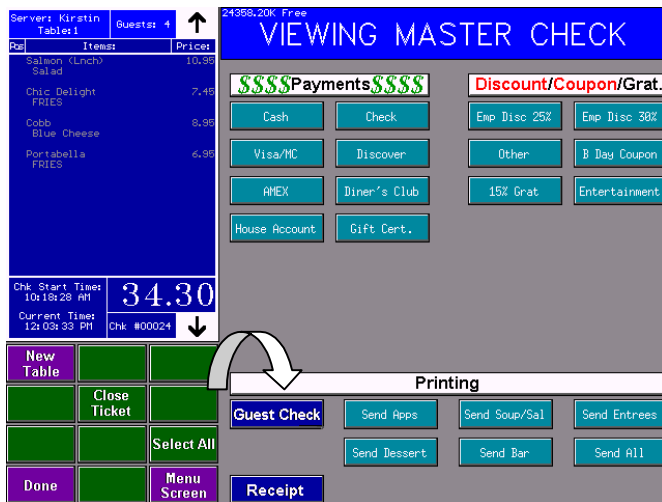 Server: Kirstin
Table:1
Guests: 4
Pos Items: Price:
Salmon (Lnch) 10.95
Salad
Chic Delight 7.45
FRIES
Cobb 8.95
Blue Cheese
Portabella 6.95
FRIES
Chk Start Time:
10:18:28 AM
34.30
Current Time:
12:03:33 PM
Chk #00024
New
Table
Close
Ticket
Select All
Done
Menu
Screen
24358.20K Free
VIEWING MASTER CHECK
$$$$Payments$$$$
Cash Check
Visa/MC Discover
AMEX Diner's Club
House Account Gift Cert.
Discount/Coupon/Grat.
Emp Disc 25% Emp Disc 30%
Other B Day Coupon
15% Grat Entertainment
Printing
Guest Check Send Apps Send Soup/Sal Send Entrees
Send Dessert Send Bar Send All
Receipt